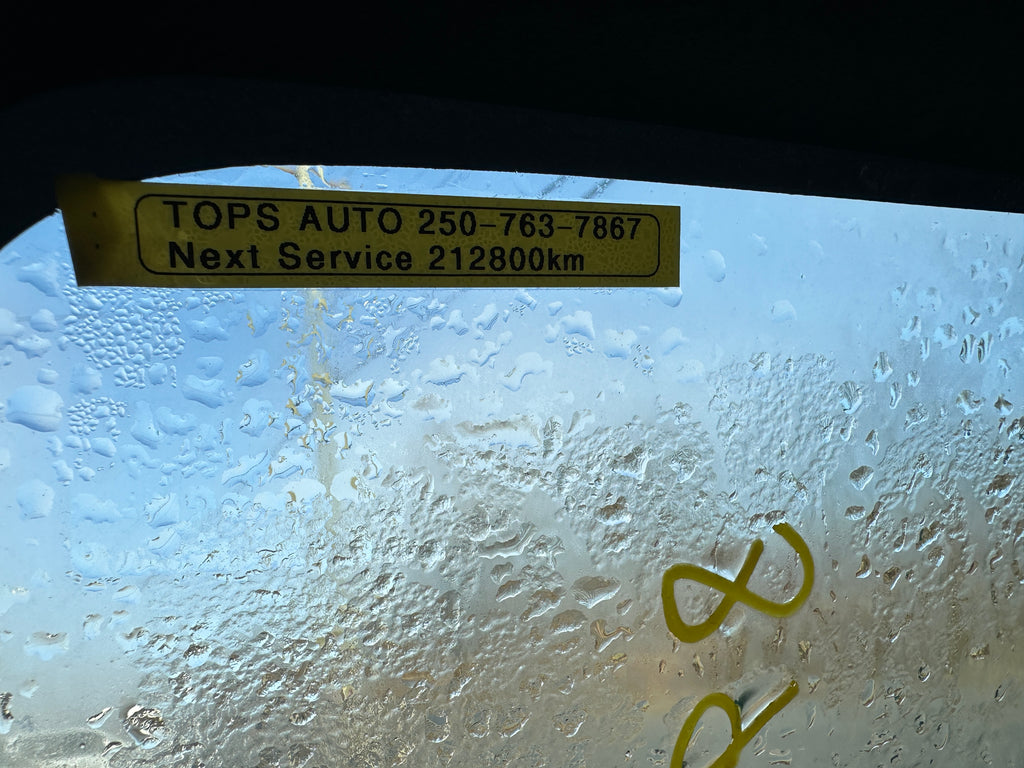 TOPS AUTO 250-763-7867
Next Service 212800km
8